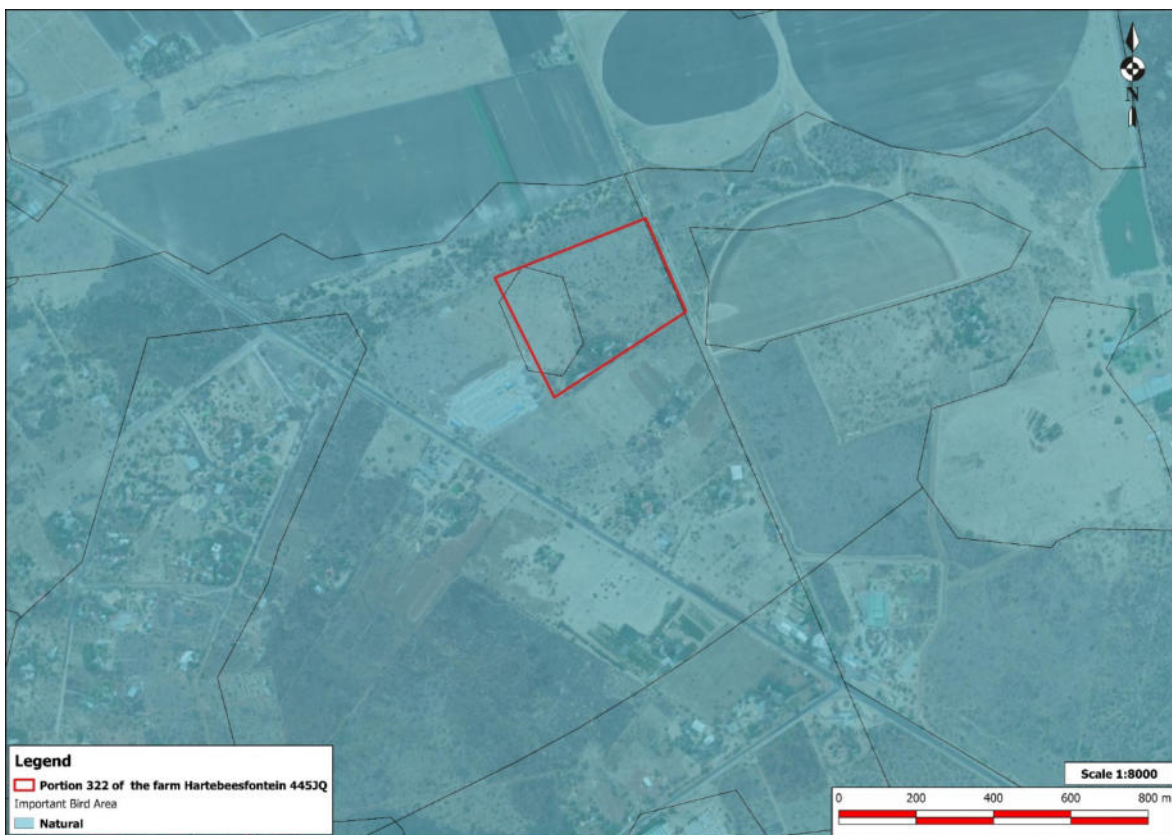 N
Legend
Portion 322 of the farm Hartebeesfontein 445JQ
Important Bird Area
Natural
Scale 1:8000
0 200 400 600 800 m